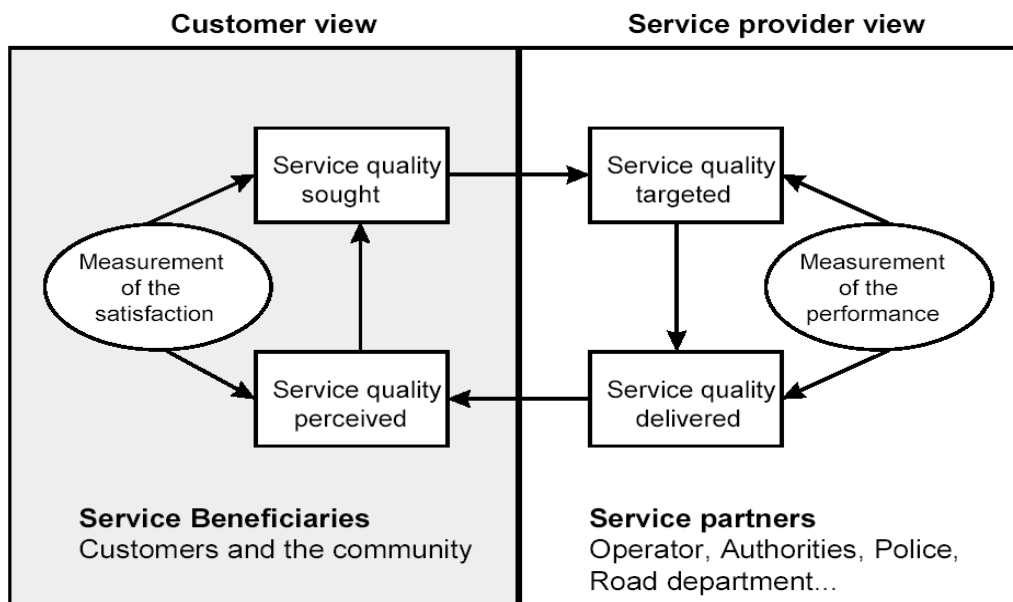 Customer view
Service provider view
Service quality
sought
Service quality
targeted
Measurement
of the
satisfaction
Measurement
of the
performance
Service quality
perceived
Service quality
delivered
Service Beneficiaries
Customers and the community
Service partners
Operator, Authorities, Police,
Road department...